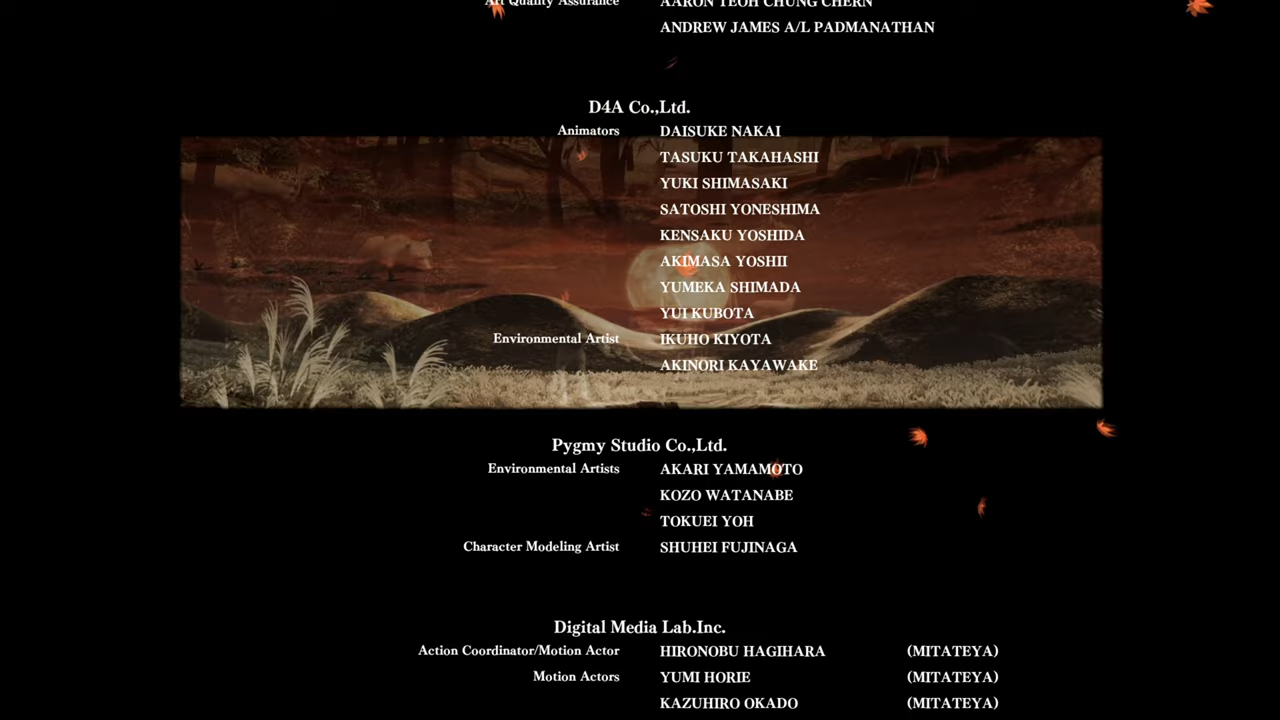 Art Quality Assurance AARON TEOH CHUNG CHERN
ANDREW JAMES A/L PADMANATHAN
D4A Co.,Ltd.
Animators DAISUKE NAKAI
TASUKU TAKAHASHI
YUKI SHIMASAKI
SATOSHI YONESHIMA
KENSAKU YOSHIDA
AKIMASA YOSHII
YUMEKA SHIMADA
YUI KUBOTA
Environmental Artist IKUHO KIYOTA
AKINORI KAYAWAKE
Pygmy Studio Co.,Ltd.
Environmental Artists AKARI YAMAMOTO
KOZO WATANABE
TOKUEI YOH
Character Modeling Artist SHUHEI FUJINAGA
Digital Media Lab.Inc.
Action Coordinator/Motion Actor HIRONOBU HAGIHARA (MITATEYA)
Motion Actors YUMI HORIE (MITATEYA)
KAZUHIRO OKADO (MITATEYA)